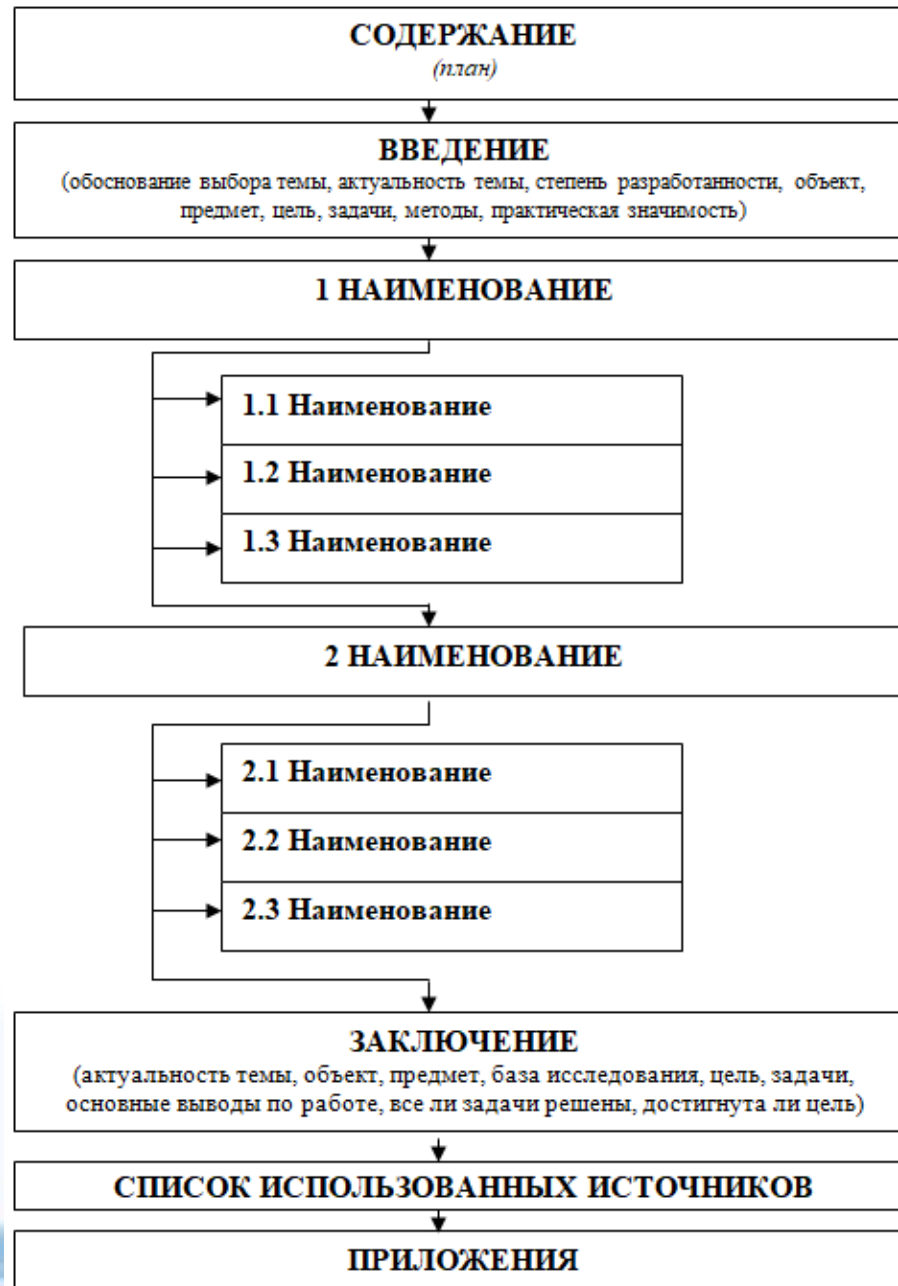 СОДЕРЖАНИЕ
(план)
ВВЕДЕНИЕ
(обоснование выбора темы, актуальность темы, степень разработанности, объект,
предмет, цель, задачи, методы, практическая значимость)
1 НАИМЕНОВАНИЕ
1.1 Наименование
1.2 Наименование
1.3 Наименование
2 НАИМЕНОВАНИЕ
2.1 Наименование
2.2 Наименование
2.3 Наименование
ЗАКЛЮЧЕНИЕ
(актуальность темы, объект, предмет, база исследования, цель, задачи,
основные выводы по работе, все ли задачи решены, достигнута ли цель)
СПИСОК ИСПОЛЬЗОВАННЫХ ИСТОЧНИКОВ
ПРИЛОЖЕНИЯ